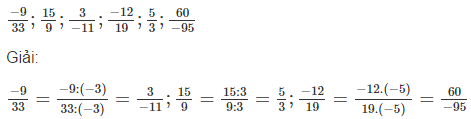 −9/33; 15/9; 3/−11; −12/19; 5/3; 60/−95
Giải:
−9/33 = −9:(−3)/33:(−3) = 3/−11; 15/9 = 15:3/9:3 = 5/3; −12/19 = −12.(−5)/19.(−5) = 60/−95